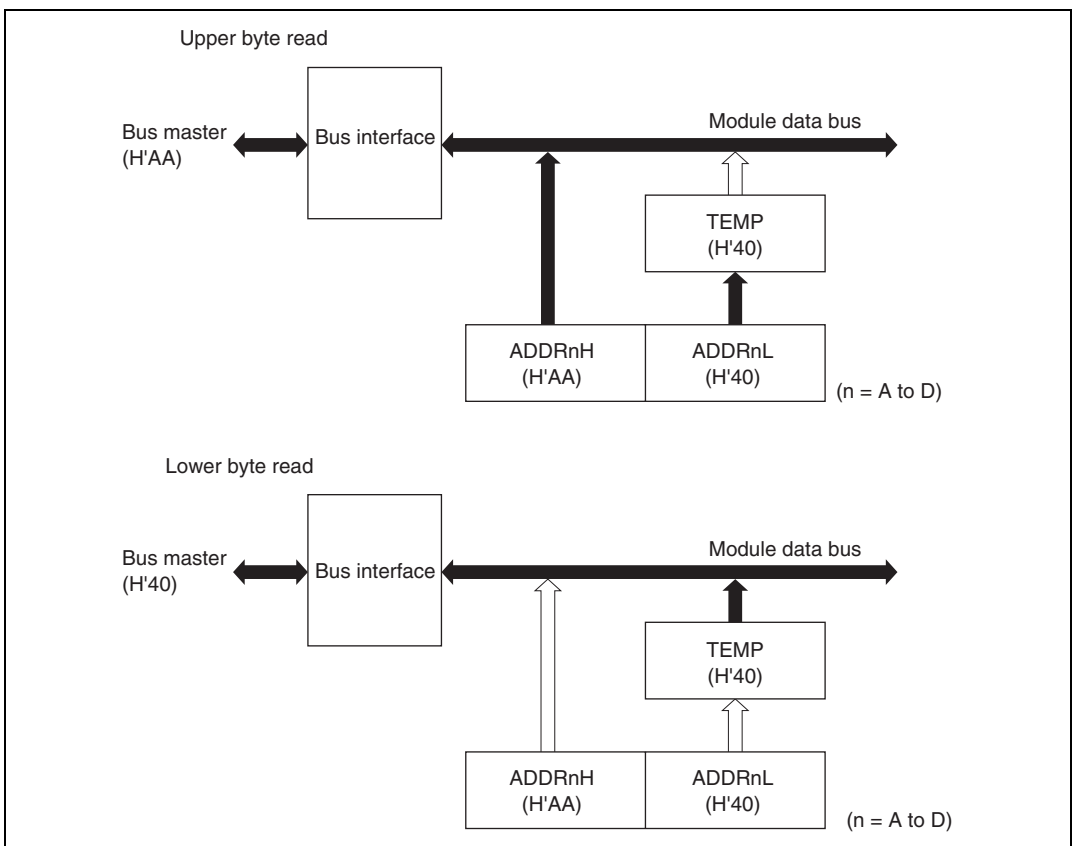 Upper byte read
Bus master
(H'AA)
Bus interface
Module data bus
TEMP
(H'40)
ADDRnH
(H'AA)
ADDRnL
(H'40)
(n = A to D)
Lower byte read
Bus master
(H'40)
Bus interface
Module data bus
TEMP
(H'40)
ADDRnH
(H'AA)
ADDRnL
(H'40)
(n = A to D)